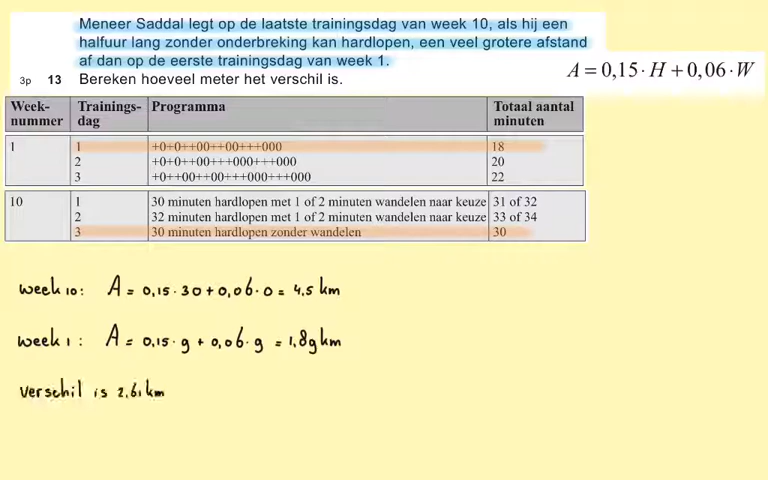 Meneer Saddal legt op de laatste trainingsdag van week 10, als hij een
halfuur lang zonder onderbreking kan hardlopen, een veel grotere afstand
af dan op de eerste trainingsdag van week 1.
3p 13 Bereken hoeveel meter het verschil is.
A = 0,15 · H + 0,06 · W
Week- Trainings- Programma Totaal aantal
nummer dag minuten
1 1 +0+0++00++00+++000 18
2 +0+0++00+++000+++000 20
3 +0++00++00++000+++000 22
10 1 30 minuten hardlopen met 1 of 2 minuten wandelen naar keuze 31 of 32
2 32 minuten hardlopen met 1 of 2 minuten wandelen naar keuze 33 of 34
3 30 minuten hardlopen zonder wandelen 30
week 10: A = 0,15 · 30 + 0,06 · 0 = 4,5 km
week 1: A = 0,15 · 9 + 0,06 · 9 = 1,89 km
verschil is 2,61 km